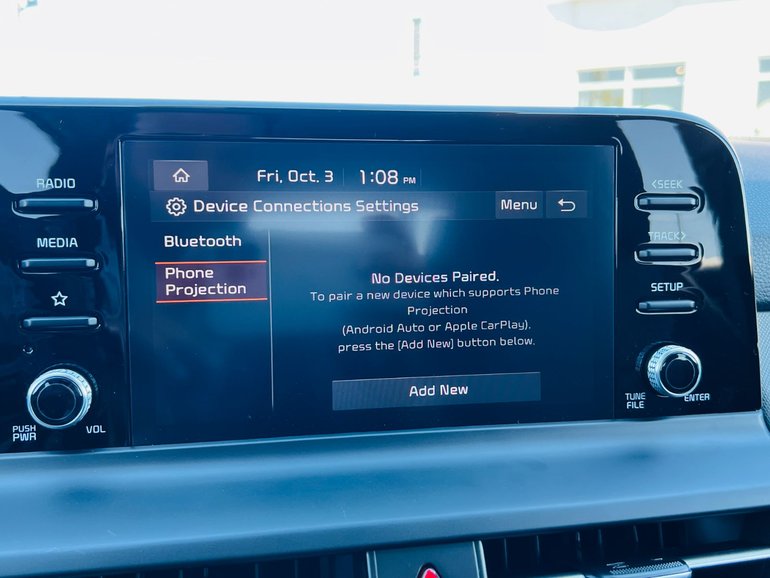 Fri, Oct. 3
1:08 PM
RADIO
<SEEK
Device Connections Settings
Menu
MEDIA
Bluetooth
TRACK>
Phone
Projection
No Devices Paired.
To pair a new device which supports Phone
Projection
(Android Auto or Apple CarPlay),
press the [Add New] button below.
SETUP
Add New
PUSH
PWR
VOL
TUNE
FILE
ENTER